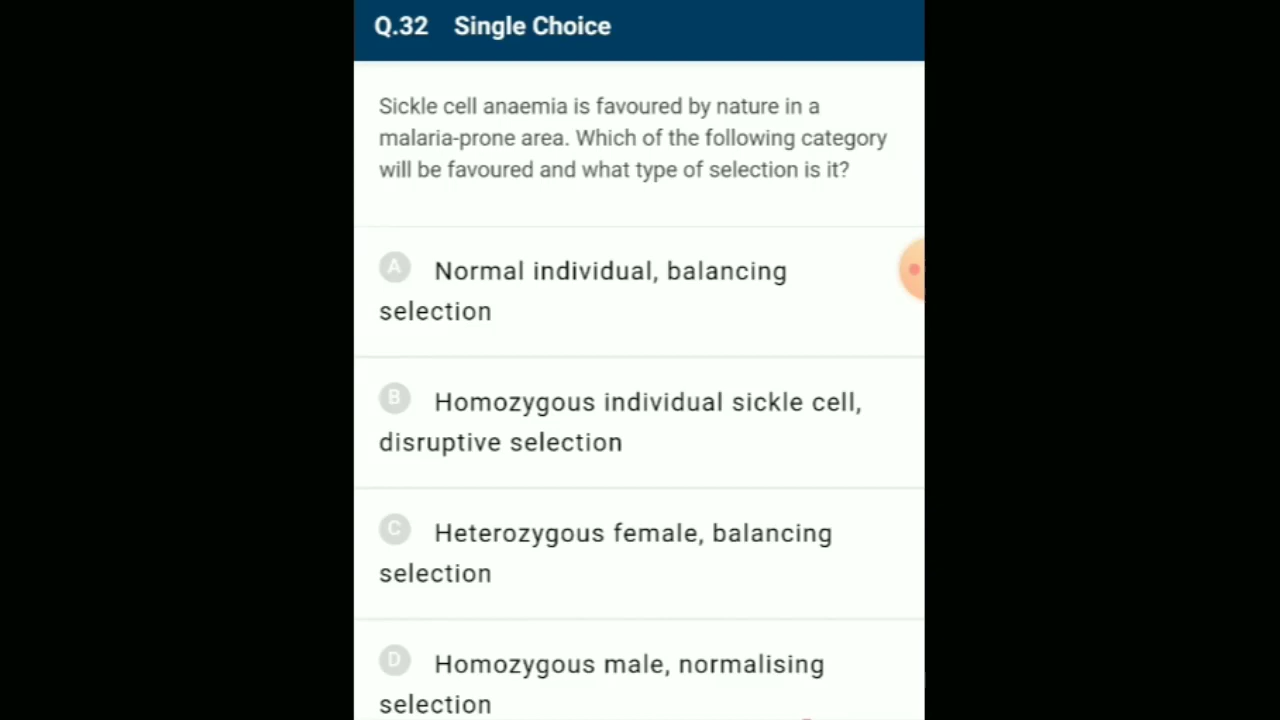 Q.32 Single Choice
Sickle cell anaemia is favoured by nature in a
malaria-prone area. Which of the following category
will be favoured and what type of selection is it?
A Normal individual, balancing
selection
B Homozygous individual sickle cell,
disruptive selection
C Heterozygous female, balancing
selection
D Homozygous male, normalising
selection